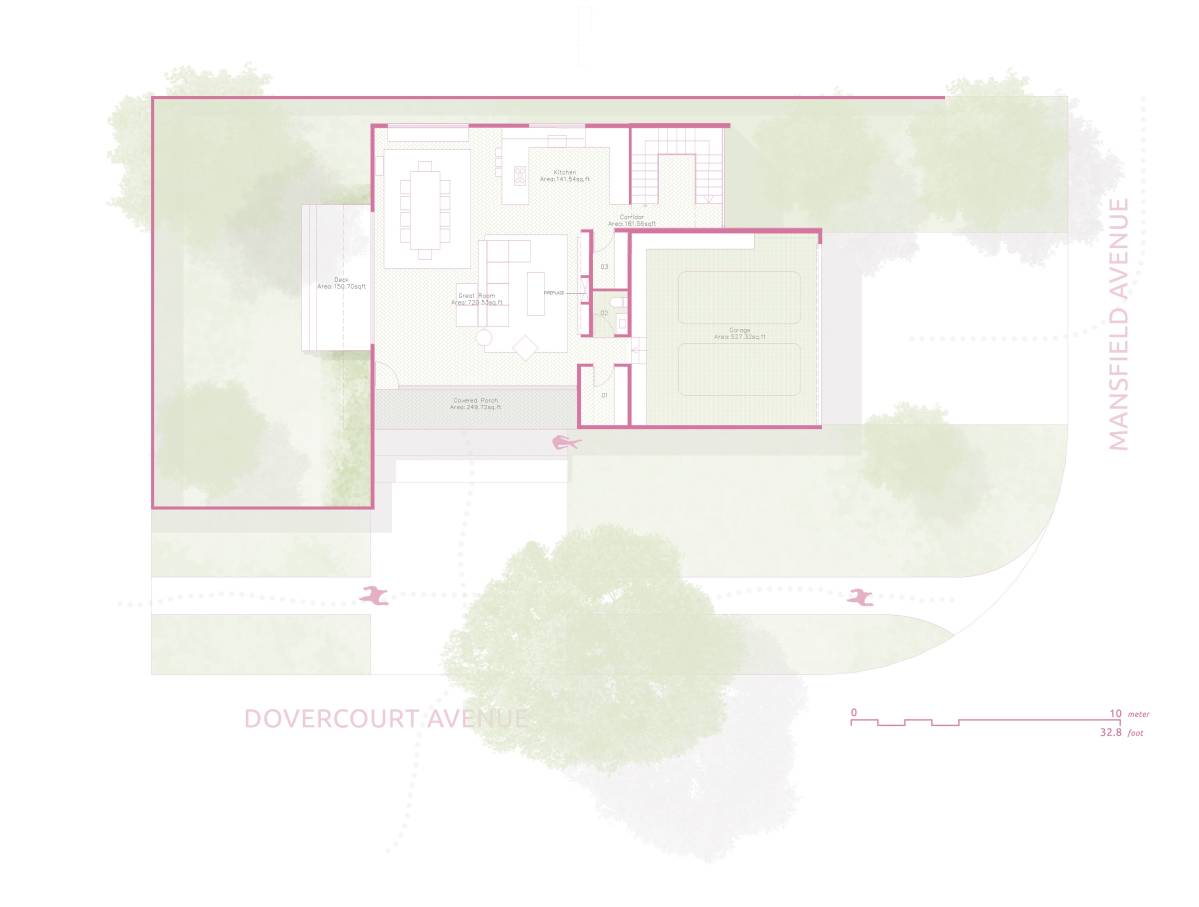 Kitchen
Area:141.54sq.ft
Corridor
Area:161.56sqft
MANSFIELD AVENUE
03
Deck
Area:150.70sqft
Great Room
Area:720.53sq.ft
FIREPLACE
02
Garage
Area:527.32sq.ft
01
Covered Porch
Area:249.72sq.ft
DOVERCOURT AVENUE
0 10 meter
32.8 foot